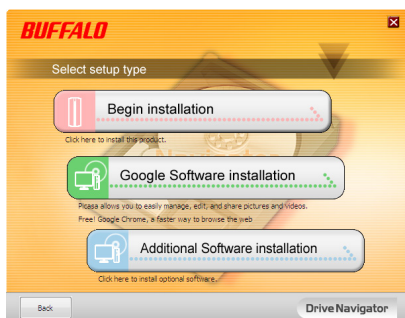 BUFFALO
Select setup type
Begin installation
Click here to install this product.
Google Software installation
Picasa allows you to easily manage, edit, and share pictures and videos.
Free! Google Chrome, a faster way to browse the web
Additional Software installation
Click here to install optional software.
Back
DriveNavigator